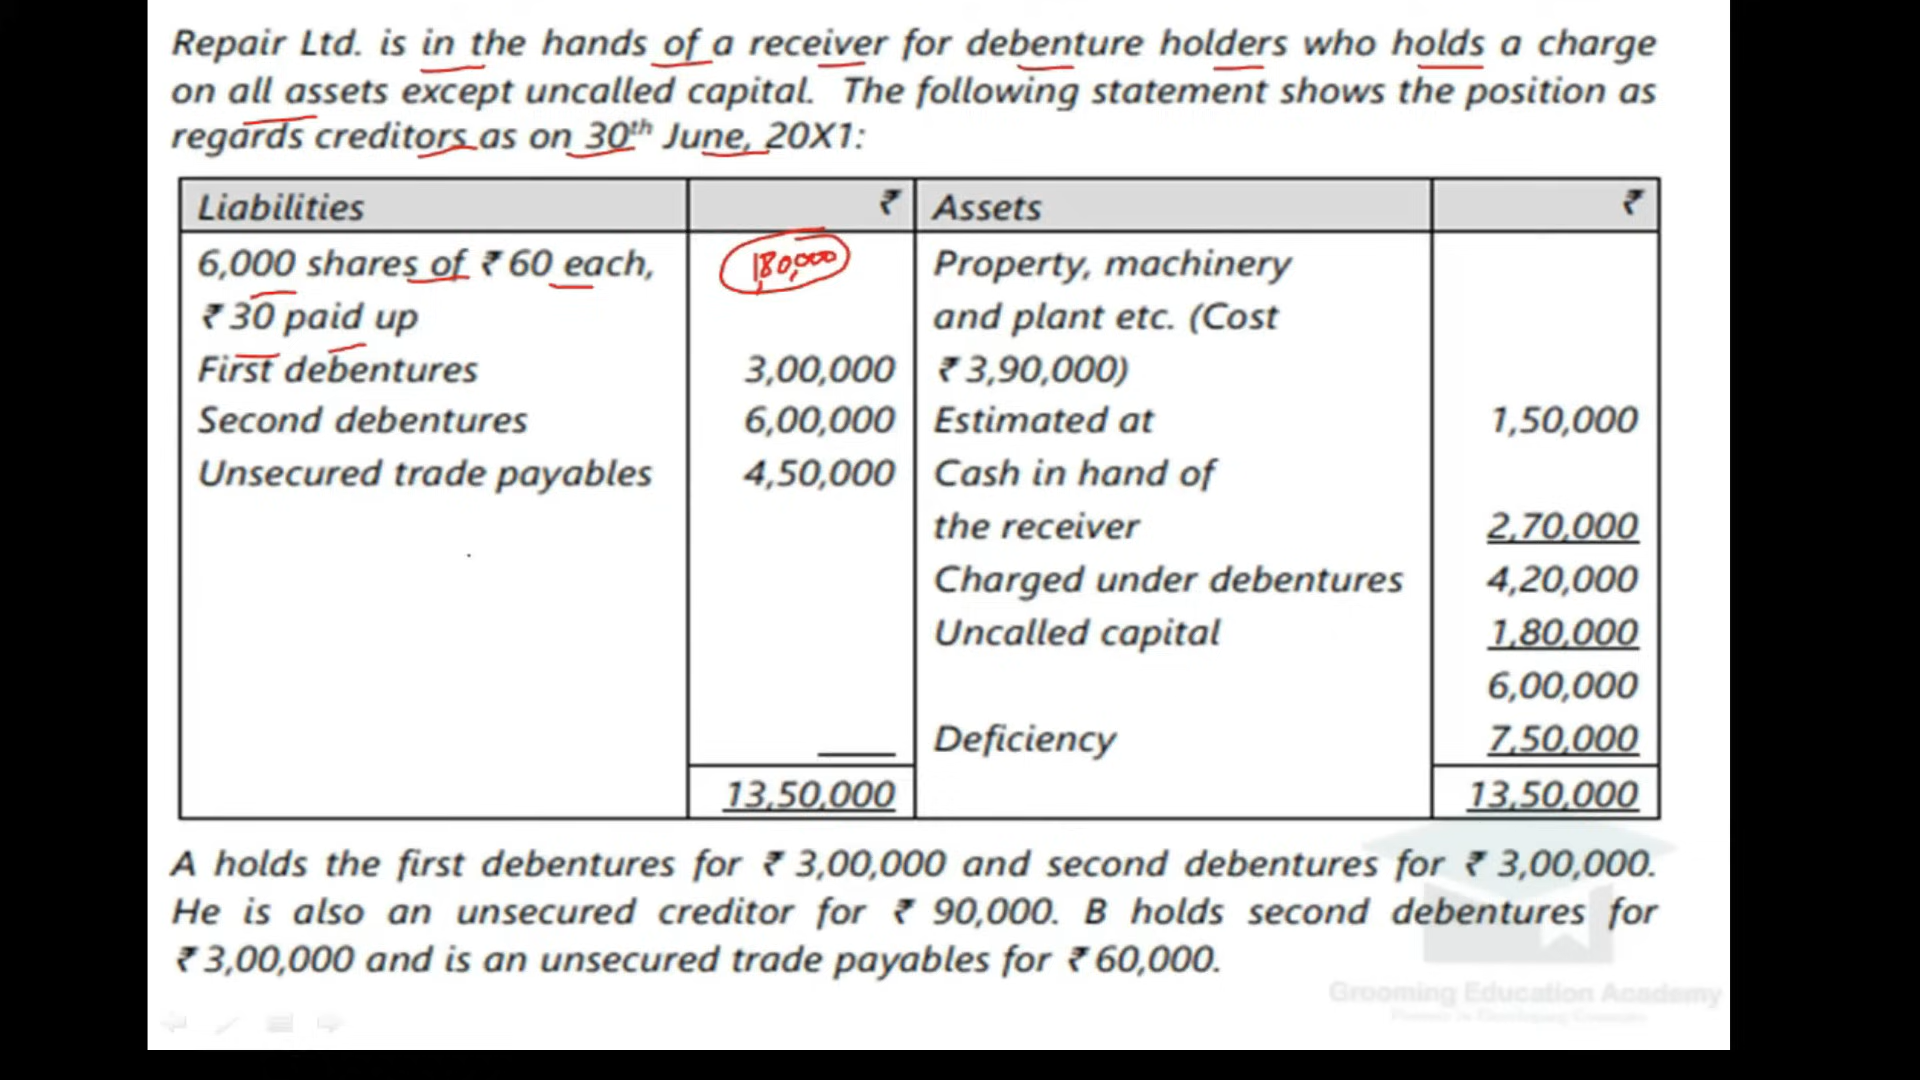 Repair Ltd. is in the hands of a receiver for debenture holders who holds a charge
on all assets except uncalled capital. The following statement shows the position as
regards creditors as on 30th June, 20X1:
Liabilities ₹ Assets ₹
6,000 shares of ₹ 60 each, 1,80,000 Property, machinery
₹ 30 paid up and plant etc. (Cost
First debentures 3,00,000 ₹ 3,90,000)
Second debentures 6,00,000 Estimated at 1,50,000
Unsecured trade payables 4,50,000 Cash in hand of
the receiver 2,70,000
Charged under debentures 4,20,000
Uncalled capital 1,80,000
6,00,000
Deficiency 7,50,000
13,50,000 13,50,000
A holds the first debentures for ₹ 3,00,000 and second debentures for ₹ 3,00,000.
He is also an unsecured creditor for ₹ 90,000. B holds second debentures for
₹ 3,00,000 and is an unsecured trade payables for ₹ 60,000.
Grooming Education Academy